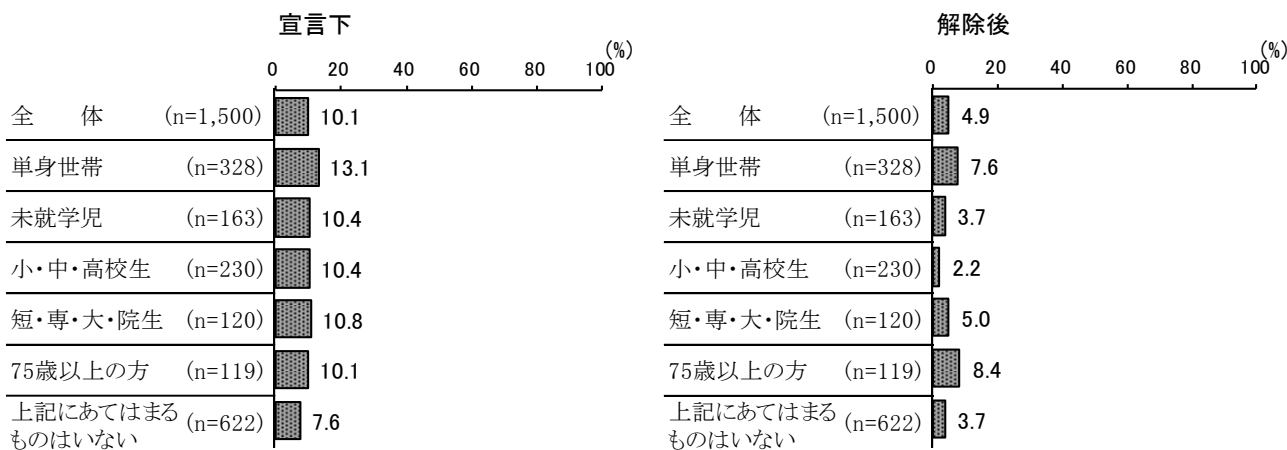 宣言下
(%)
0 20 40 60 80 100
全 体 (n=1,500) 10.1
単身世帯 (n=328) 13.1
未就学児 (n=163) 10.4
小・中・高校生 (n=230) 10.4
短・専・大・院生 (n=120) 10.8
75歳以上の方 (n=119) 10.1
上記にあてはまる
ものはいない (n=622) 7.6
解除後
(%)
0 20 40 60 80 100
全 体 (n=1,500) 4.9
単身世帯 (n=328) 7.6
未就学児 (n=163) 3.7
小・中・高校生 (n=230) 2.2
短・専・大・院生 (n=120) 5.0
75歳以上の方 (n=119) 8.4
上記にあてはまる
ものはいない (n=622) 3.7